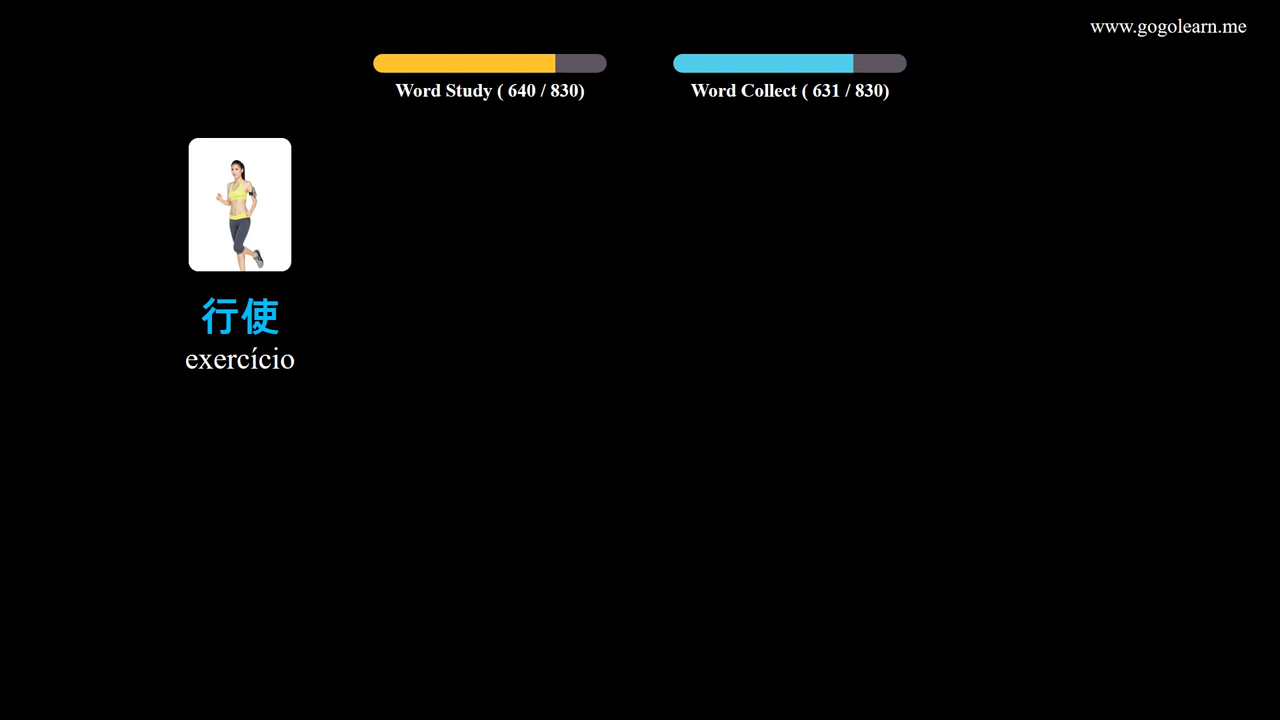 www.gogolearn.me
Word Study ( 640 / 830)
Word Collect ( 631 / 830)
行使
exercício